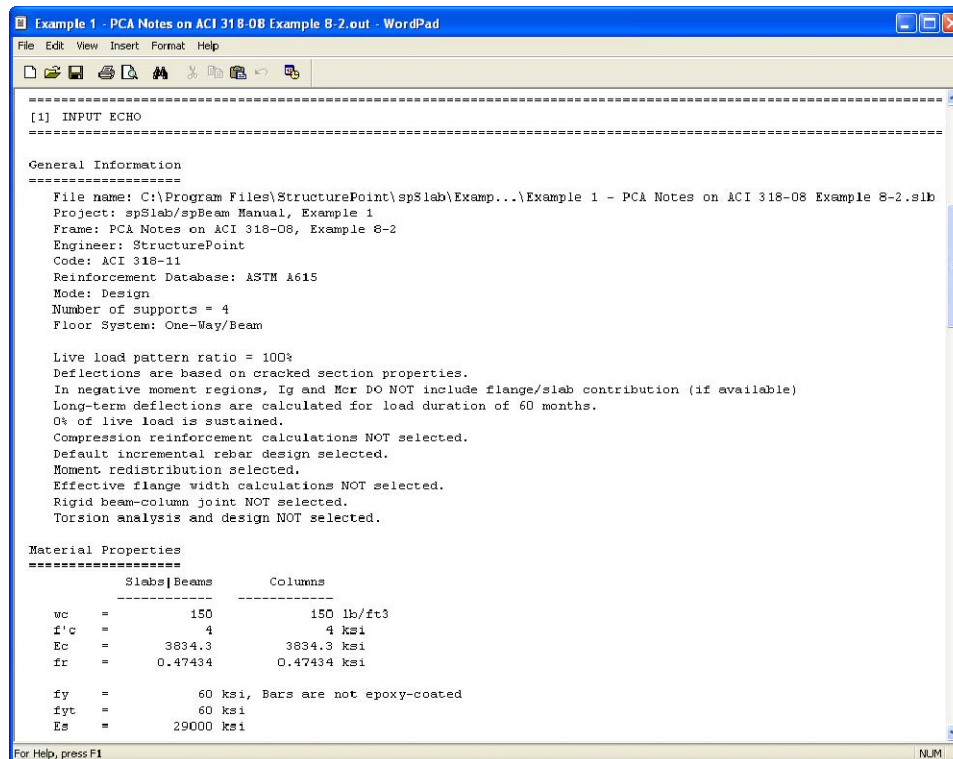 Example 1 - PCA Notes on ACI 318-08 Example 8-2.out - WordPad
File Edit View Insert Format Help
[1] INPUT ECHO
General Information
File name: C:\Program Files\StructurePoint\spSlab\Examp...\Example 1 - PCA Notes on ACI 318-08 Example 8-2.slb
Project: spSlab/spBeam Manual, Example 1
Frame: PCA Notes on ACI 318-08, Example 8-2
Engineer: StructurePoint
Code: ACI 318-11
Reinforcement Database: ASTM A615
Mode: Design
Number of supports = 4
Floor System: One-Way/Beam
Live load pattern ratio = 100%
Deflections are based on cracked section properties.
In negative moment regions, Ig and Mcr DO NOT include flange/slab contribution (if available)
Long-term deflections are calculated for load duration of 60 months.
0% of live load is sustained.
Compression reinforcement calculations NOT selected.
Default incremental rebar design selected.
Moment redistribution selected.
Effective flange width calculations NOT selected.
Rigid beam-column joint NOT selected.
Torsion analysis and design NOT selected.
Material Properties
Slabs|Beams Columns
wc = 150 150 lb/ft3
f'c = 4 4 ksi
Ec = 3834.3 3834.3 ksi
fr = 0.47434 0.47434 ksi
fy = 60 ksi, Bars are not epoxy-coated
fyt = 60 ksi
Es = 29000 ksi
For Help, press F1 NUM